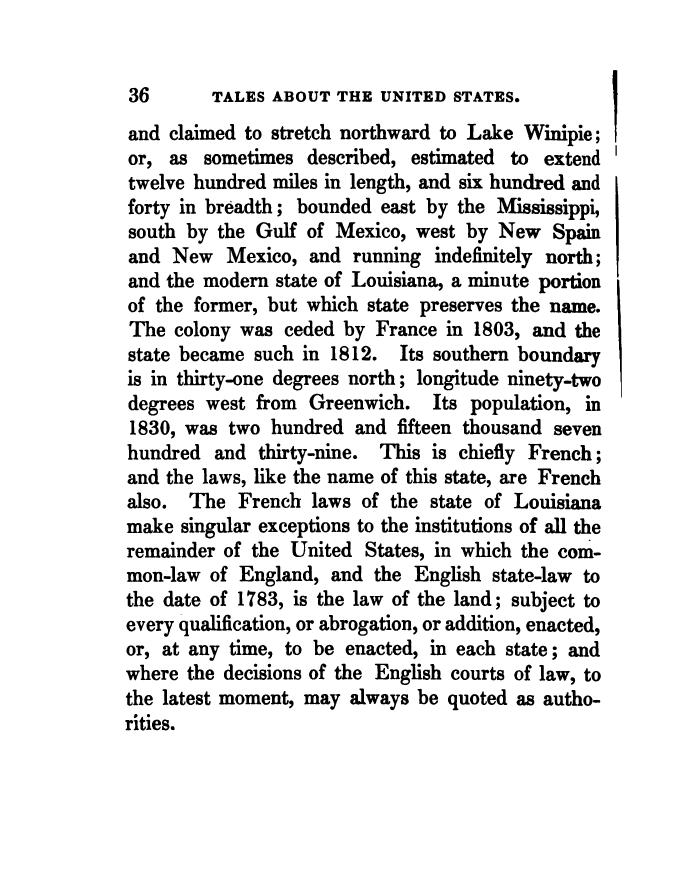 36 TALES ABOUT THE UNITED STATES.
and claimed to stretch northward to Lake Winipie;
or, as sometimes described, estimated to extend
twelve hundred miles in length, and six hundred and
forty in breadth; bounded east by the Mississippi,
south by the Gulf of Mexico, west by New Spain
and New Mexico, and running indefinitely north;
and the modern state of Louisiana, a minute portion
of the former, but which state preserves the name.
The colony was ceded by France in 1803, and the
state became such in 1812. Its southern boundary
is in thirty-one degrees north; longitude ninety-two
degrees west from Greenwich. Its population, in
1830, was two hundred and fifteen thousand seven
hundred and thirty-nine. This is chiefly French;
and the laws, like the name of this state, are French
also. The French laws of the state of Louisiana
make singular exceptions to the institutions of all the
remainder of the United States, in which the com-
mon-law of England, and the English state-law to
the date of 1783, is the law of the land; subject to
every qualification, or abrogation, or addition, enacted,
or, at any time, to be enacted, in each state; and
where the decisions of the English courts of law, to
the latest moment, may always be quoted as autho-
rities.